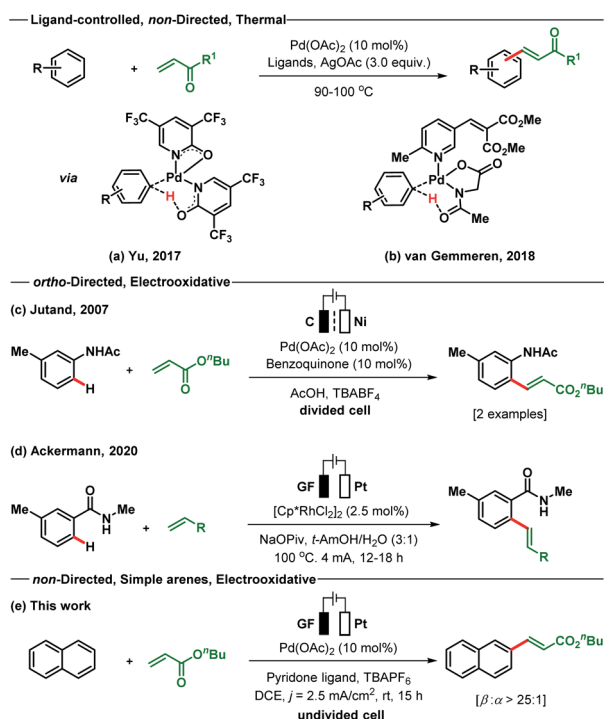 Ligand-controlled, non-Directed, Thermal
R
+
R¹
O
Pd(OAc)₂ (10 mol%)
Ligands, AgOAc (3.0 equiv.)
90-100 °C
R
O
R¹
via
CF₃
CF₃
N
O
Pd
H
R
N
O
CF₃
CF₃
(a) Yu, 2017
CO₂Me
CO₂Me
Me
N
Pd
O
O
H
N
R
O
Me
(b) van Gemmeren, 2018
ortho-Directed, Electrooxidative
(c) Jutand, 2007
Me
NHAc
H
+
OⁿBu
O
C
Ni
Pd(OAc)₂ (10 mol%)
Benzoquinone (10 mol%)
AcOH, TBABF₄
divided cell
Me
NHAc
CO₂ⁿBu
[2 examples]
(d) Ackermann, 2020
Me
O
N
H
Me
H
+
R
GF
Pt
[Cp*RhCl₂]₂ (2.5 mol%)
NaOPiv, t-AmOH/H₂O (3:1)
100 °C. 4 mA, 12-18 h
Me
O
N
H
Me
R
non-Directed, Simple arenes, Electrooxidative
(e) This work
+
OⁿBu
O
GF
Pt
Pd(OAc)₂ (10 mol%)
Pyridone ligand, TBAPF₆
DCE, j = 2.5 mA/cm², rt, 15 h
undivided cell
CO₂ⁿBu
[β:α > 25:1]